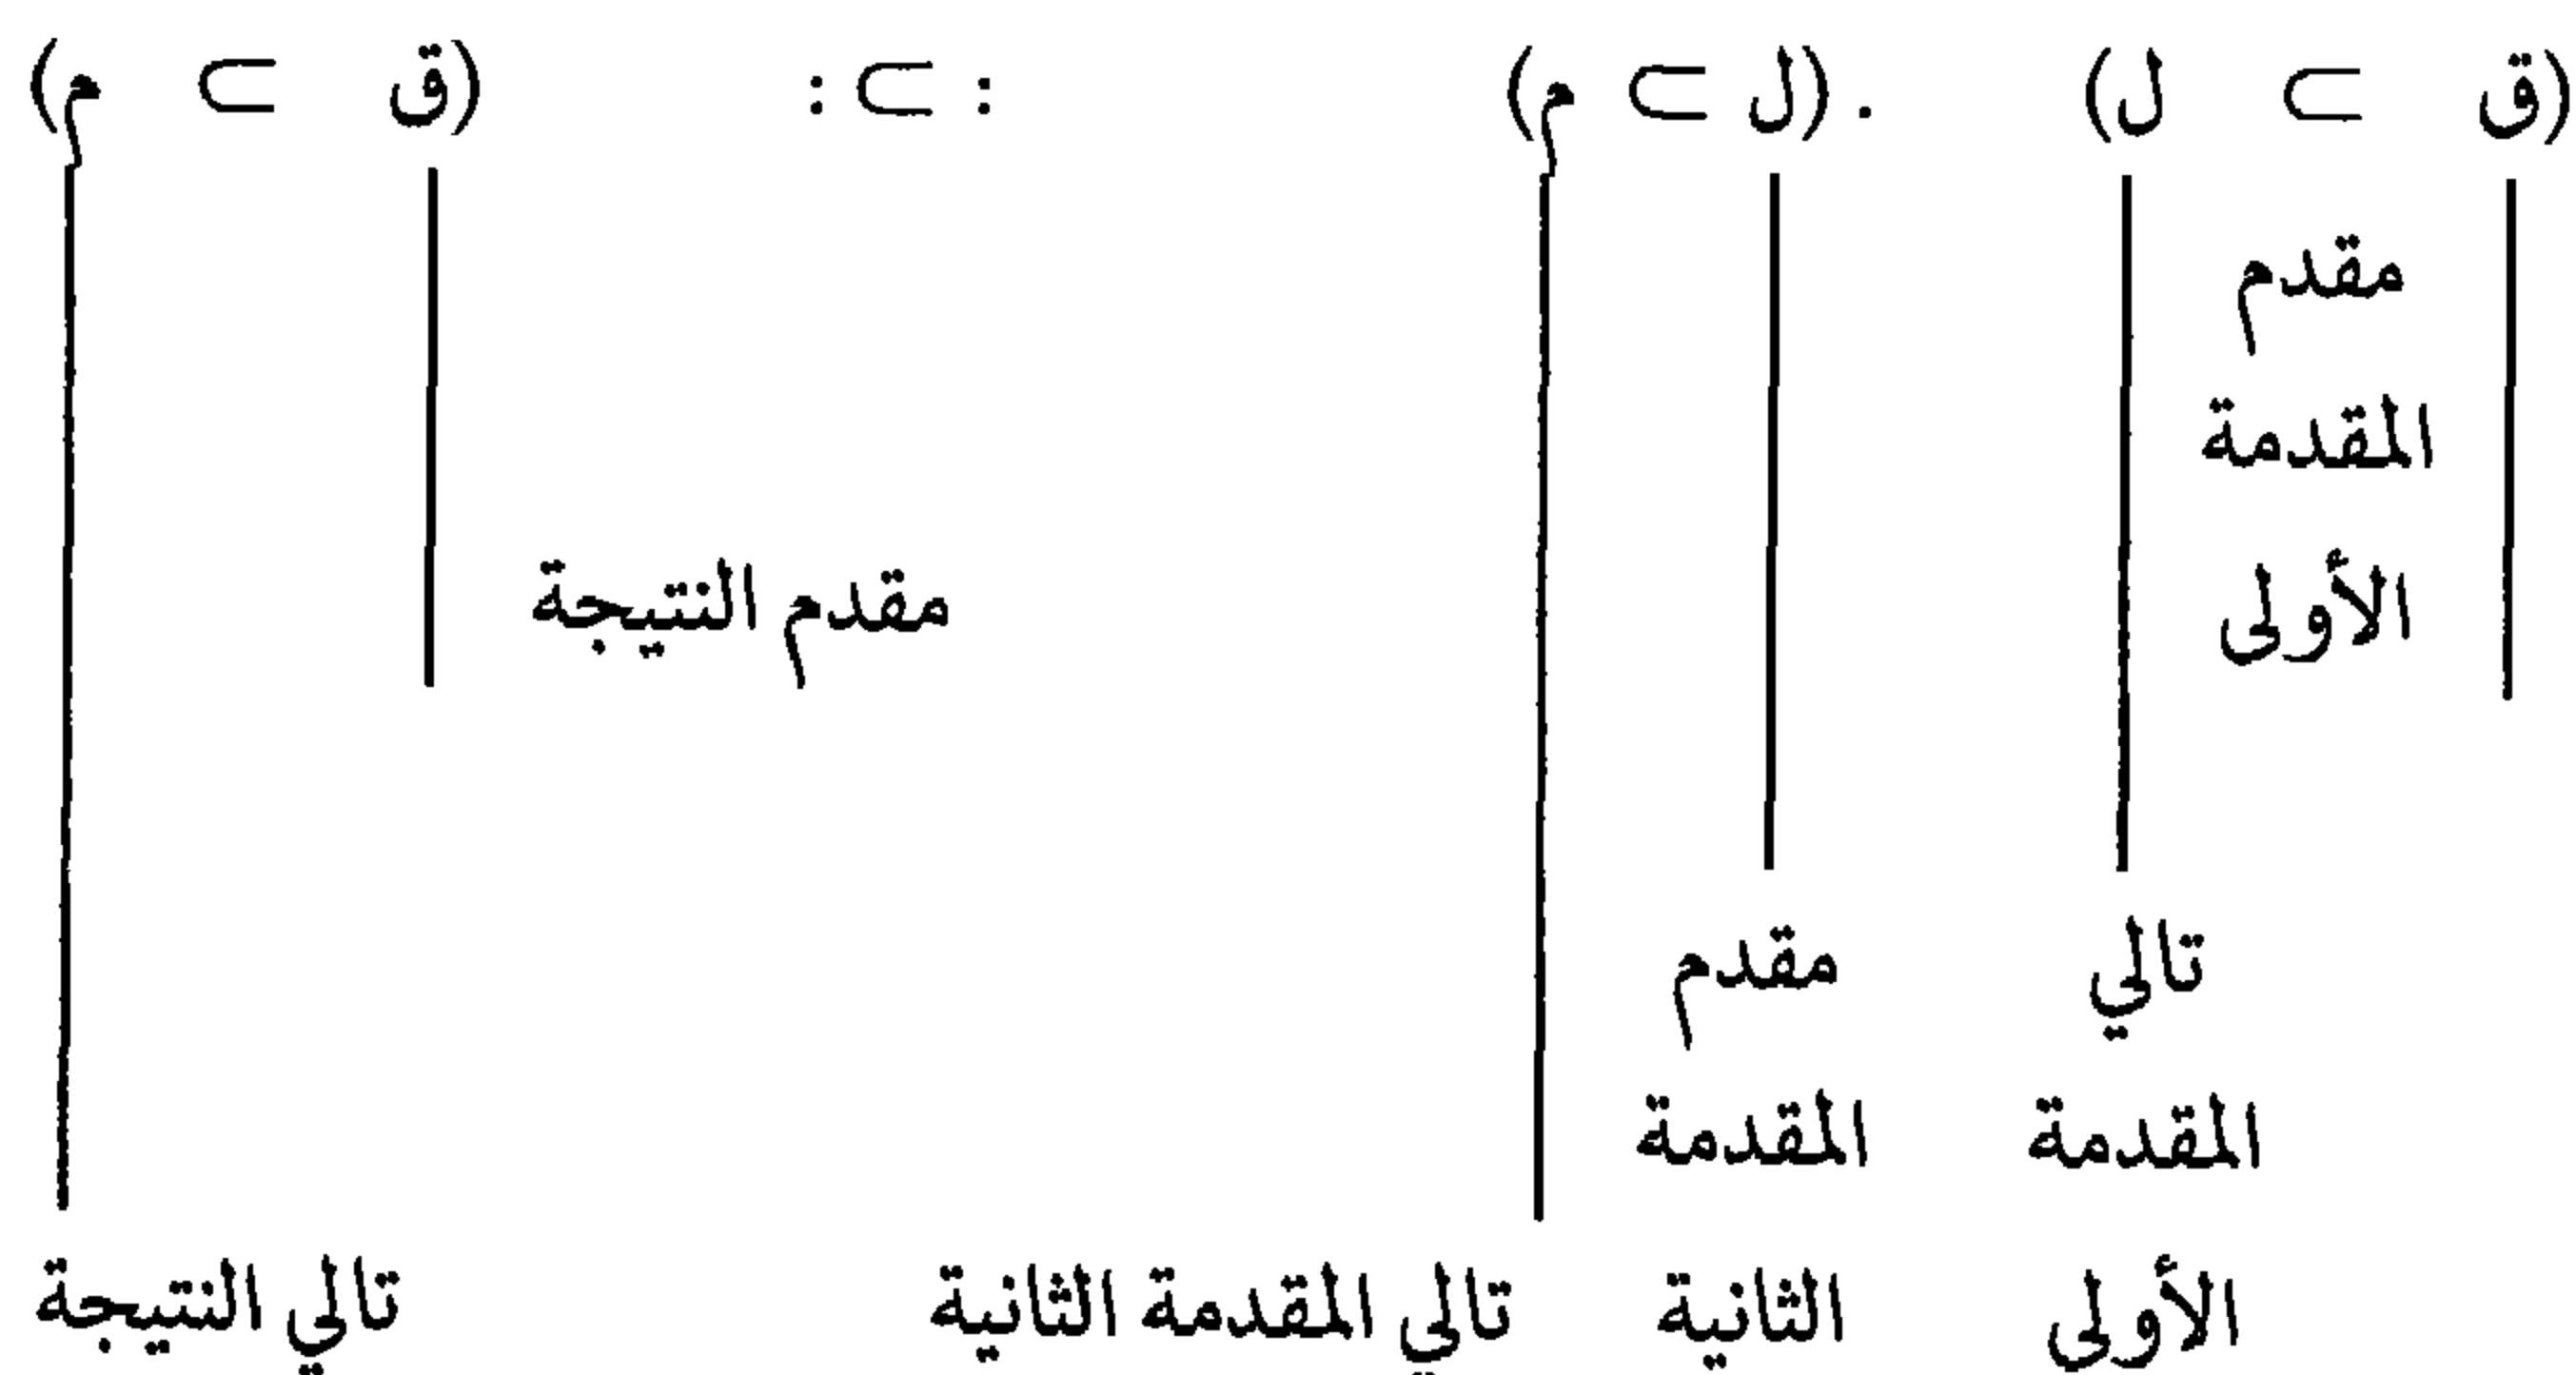 (ق ⊂ ل) . (ل ⊂ م) : ⊂ : (ق ⊂ م)
مقدم
المقدمة
الأولى
مقدم النتيجة
تالي مقدم
المقدمة المقدمة
الأولى الثانية تالي المقدمة الثانية تالي النتيجة